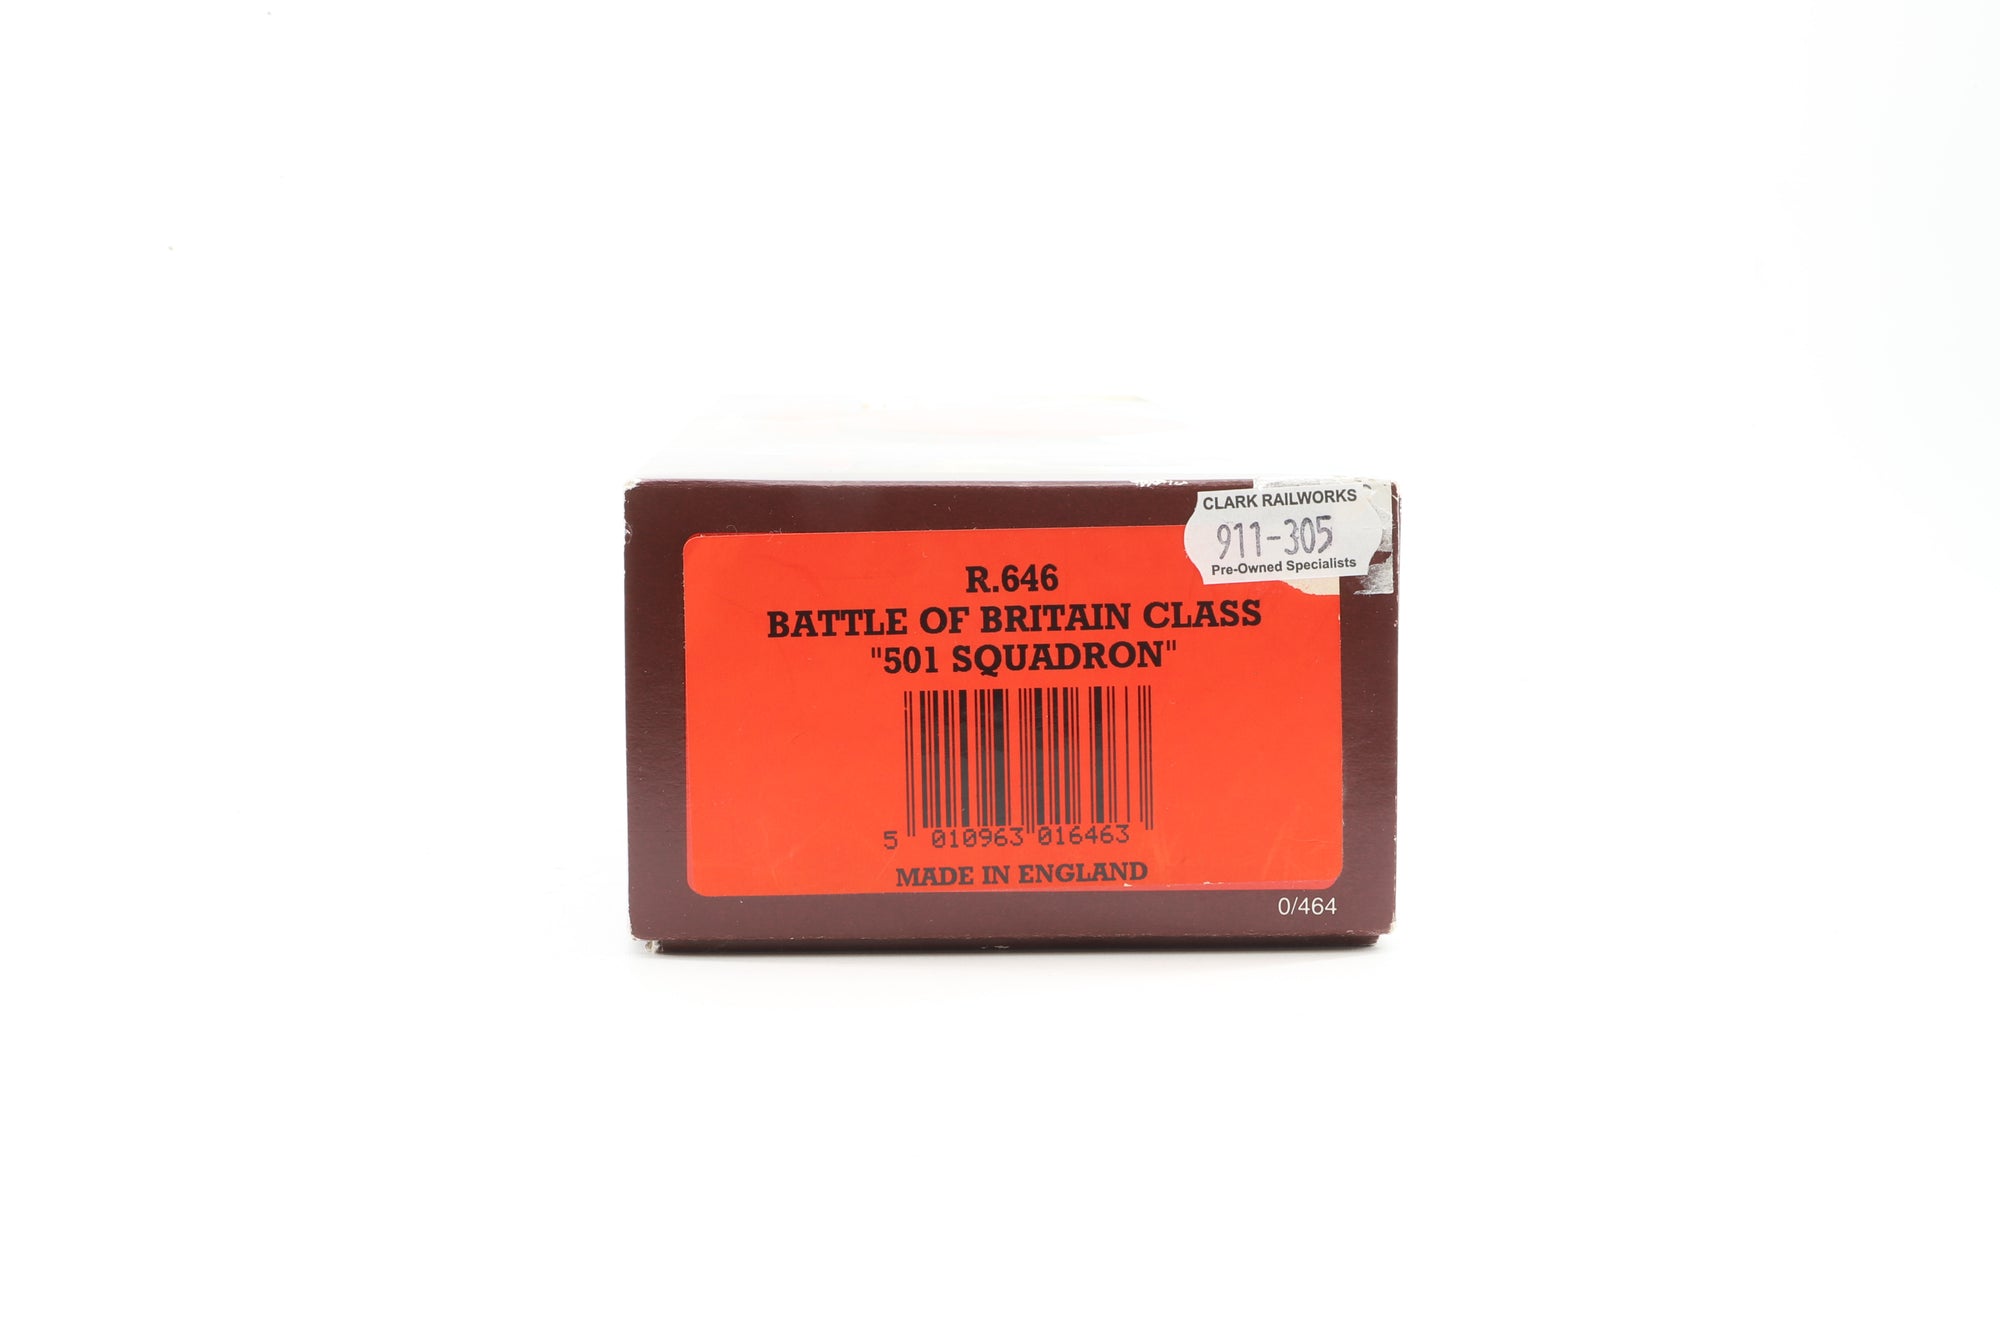 CLARK RAILWORKS
911-305
Pre-Owned Specialists
R.646
BATTLE OF BRITAIN CLASS
"501 SQUADRON"
5 010963 016463
MADE IN ENGLAND
0/464